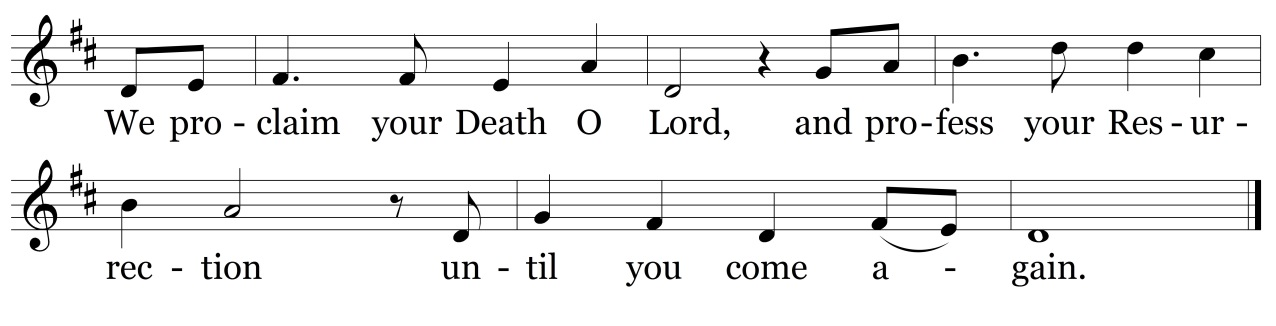 We pro - claim your Death O Lord, and pro - fess your Res - ur -
rec - tion un - til you come a - gain.